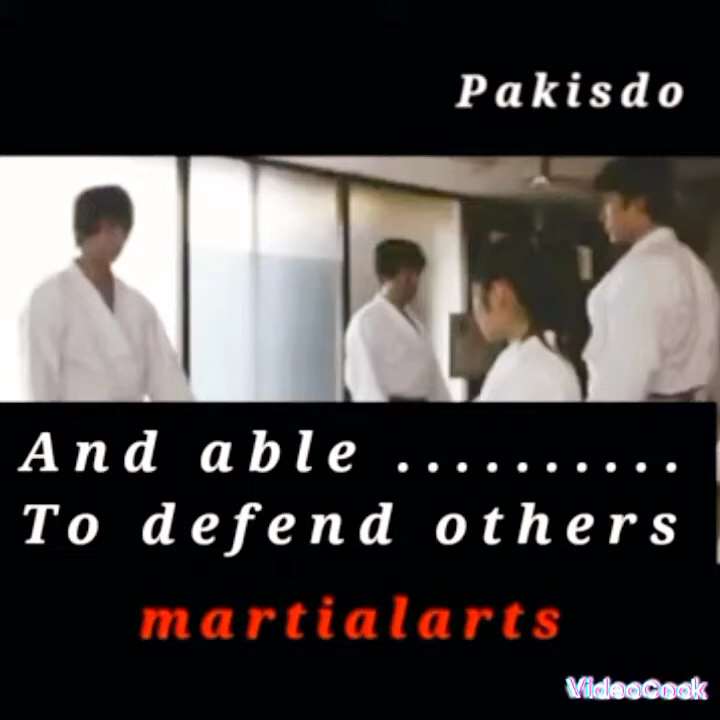 Pakisdo
And able ..........
To defend others
martialarts
VideoCook